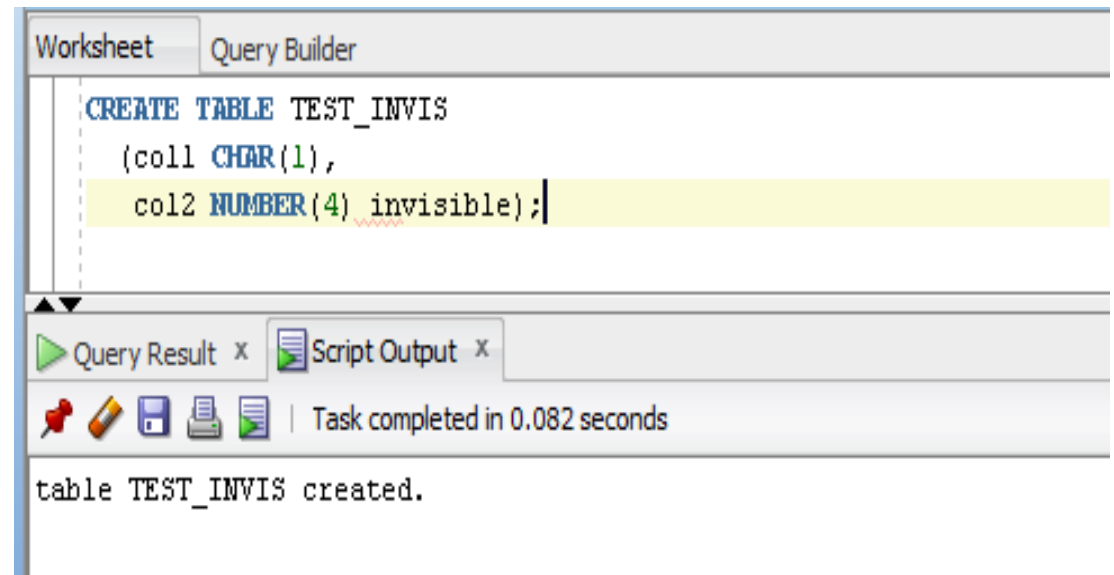 Worksheet Query Builder
CREATE TABLE TEST_INVIS
(col1 CHAR(1),
col2 NUMBER(4) invisible);
Query Result x Script Output x
Task completed in 0.082 seconds
table TEST_INVIS created.